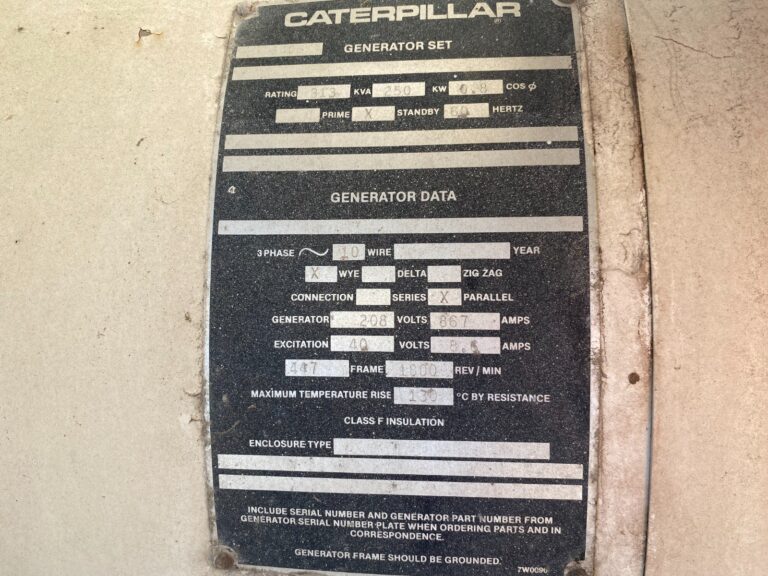 CATERPILLAR
GENERATOR SET
RATING 313 KVA 250 KW 0.8 COS ø
PRIME X STANDBY 60 HERTZ
GENERATOR DATA
3 PHASE ~ 10 WIRE YEAR
X WYE DELTA ZIG ZAG
CONNECTION SERIES X PARALLEL
GENERATOR 208 VOLTS 867 AMPS
EXCITATION 40 VOLTS AMPS
447 FRAME 1800 REV / MIN
MAXIMUM TEMPERATURE RISE 130 °C BY RESISTANCE
CLASS F INSULATION
ENCLOSURE TYPE
INCLUDE SERIAL NUMBER AND GENERATOR PART NUMBER FROM
GENERATOR SERIAL NUMBER PLATE WHEN ORDERING PARTS AND IN
CORRESPONDENCE.
GENERATOR FRAME SHOULD BE GROUNDED.